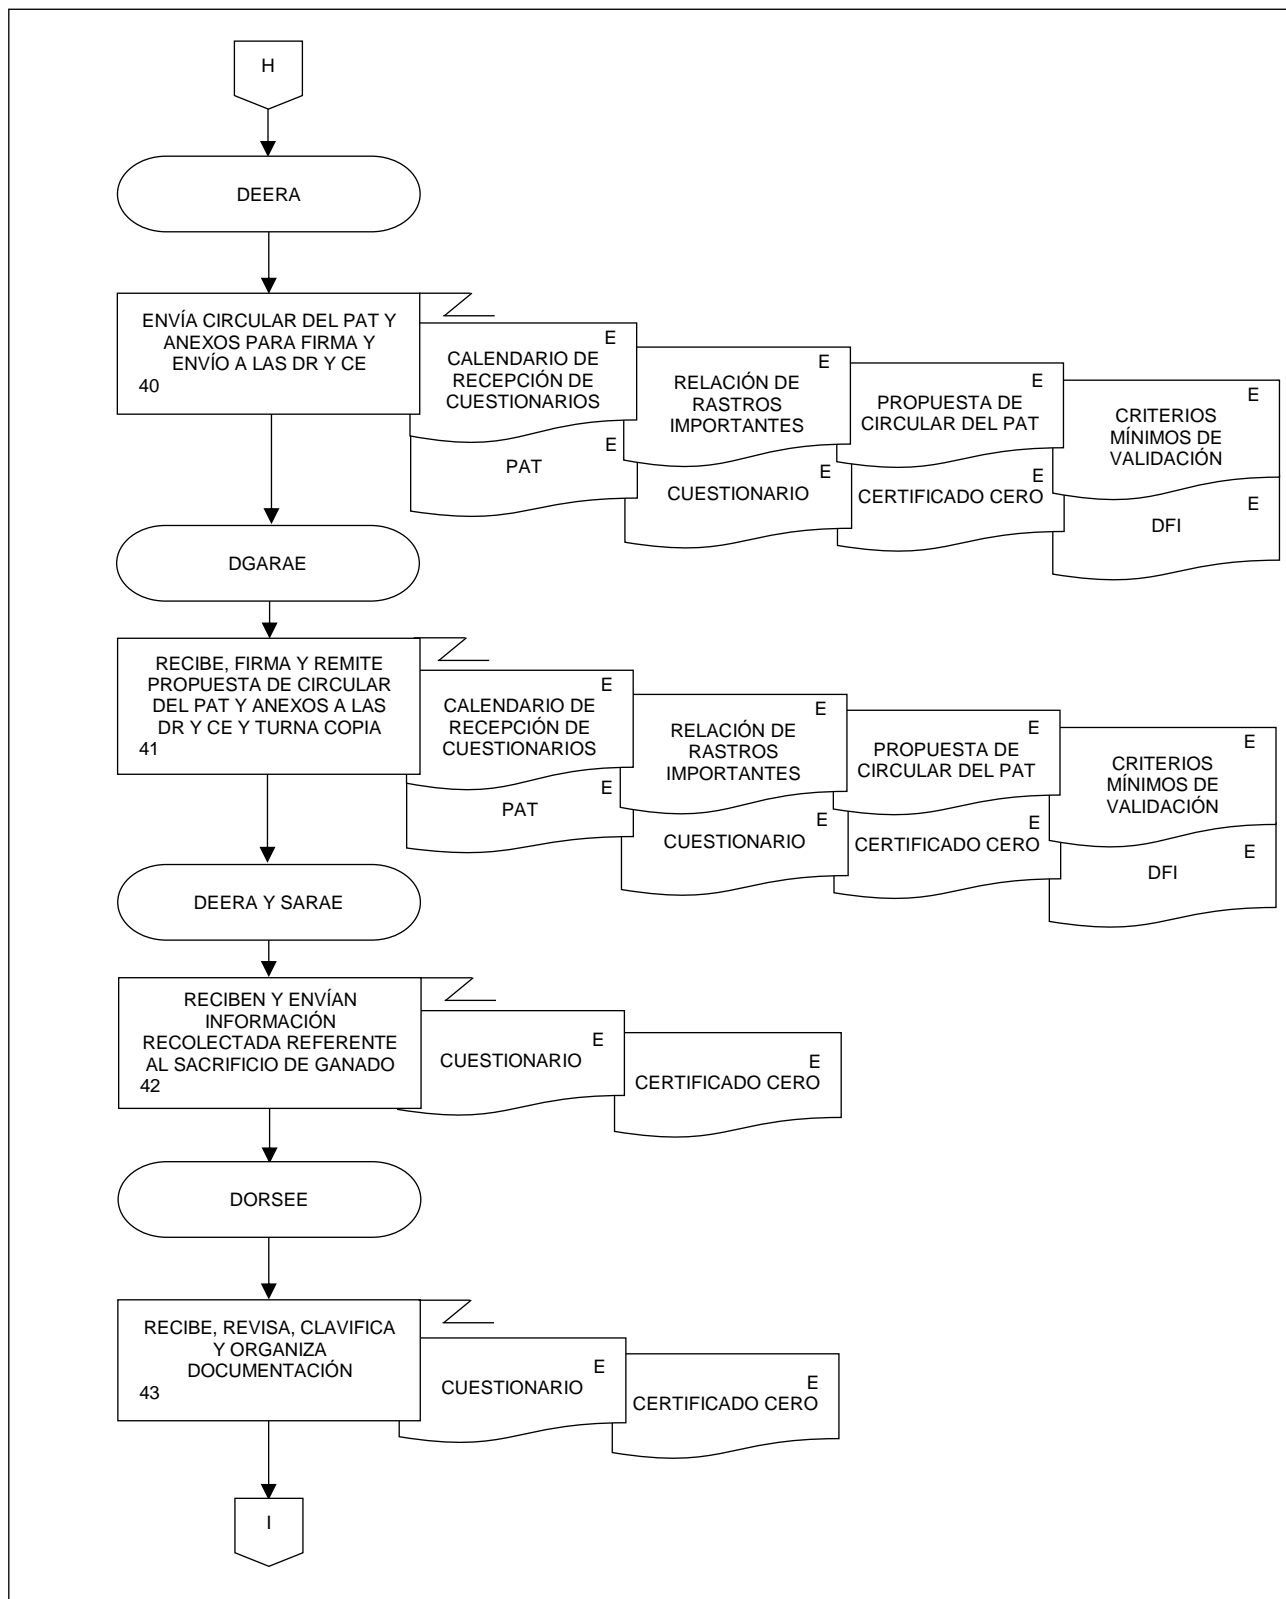 H
DEERA
ENVÍA CIRCULAR DEL PAT Y
ANEXOS PARA FIRMA Y
ENVÍO A LAS DR Y CE
40
E
CALENDARIO DE
RECEPCIÓN DE
CUESTIONARIOS
E
PAT
E
RELACIÓN DE
RASTROS
IMPORTANTES
E
CUESTIONARIO
E
PROPUESTA DE
CIRCULAR DEL PAT
E
CERTIFICADO CERO
E
CRITERIOS
MÍNIMOS DE
VALIDACIÓN
E
DFI
DGARAE
RECIBE, FIRMA Y REMITE
PROPUESTA DE CIRCULAR
DEL PAT Y ANEXOS A LAS
DR Y CE Y TURNA COPIA
41
E
CALENDARIO DE
RECEPCIÓN DE
CUESTIONARIOS
E
PAT
E
RELACIÓN DE
RASTROS
IMPORTANTES
E
CUESTIONARIO
E
PROPUESTA DE
CIRCULAR DEL PAT
E
CERTIFICADO CERO
E
CRITERIOS
MÍNIMOS DE
VALIDACIÓN
E
DFI
DEERA Y SARAE
RECIBEN Y ENVÍAN
INFORMACIÓN
RECOLECTADA REFERENTE
AL SACRIFICIO DE GANADO
42
E
CUESTIONARIO
E
CERTIFICADO CERO
DORSEE
RECIBE, REVISA, CLAVIFICA
Y ORGANIZA
DOCUMENTACIÓN
43
E
CUESTIONARIO
E
CERTIFICADO CERO
I